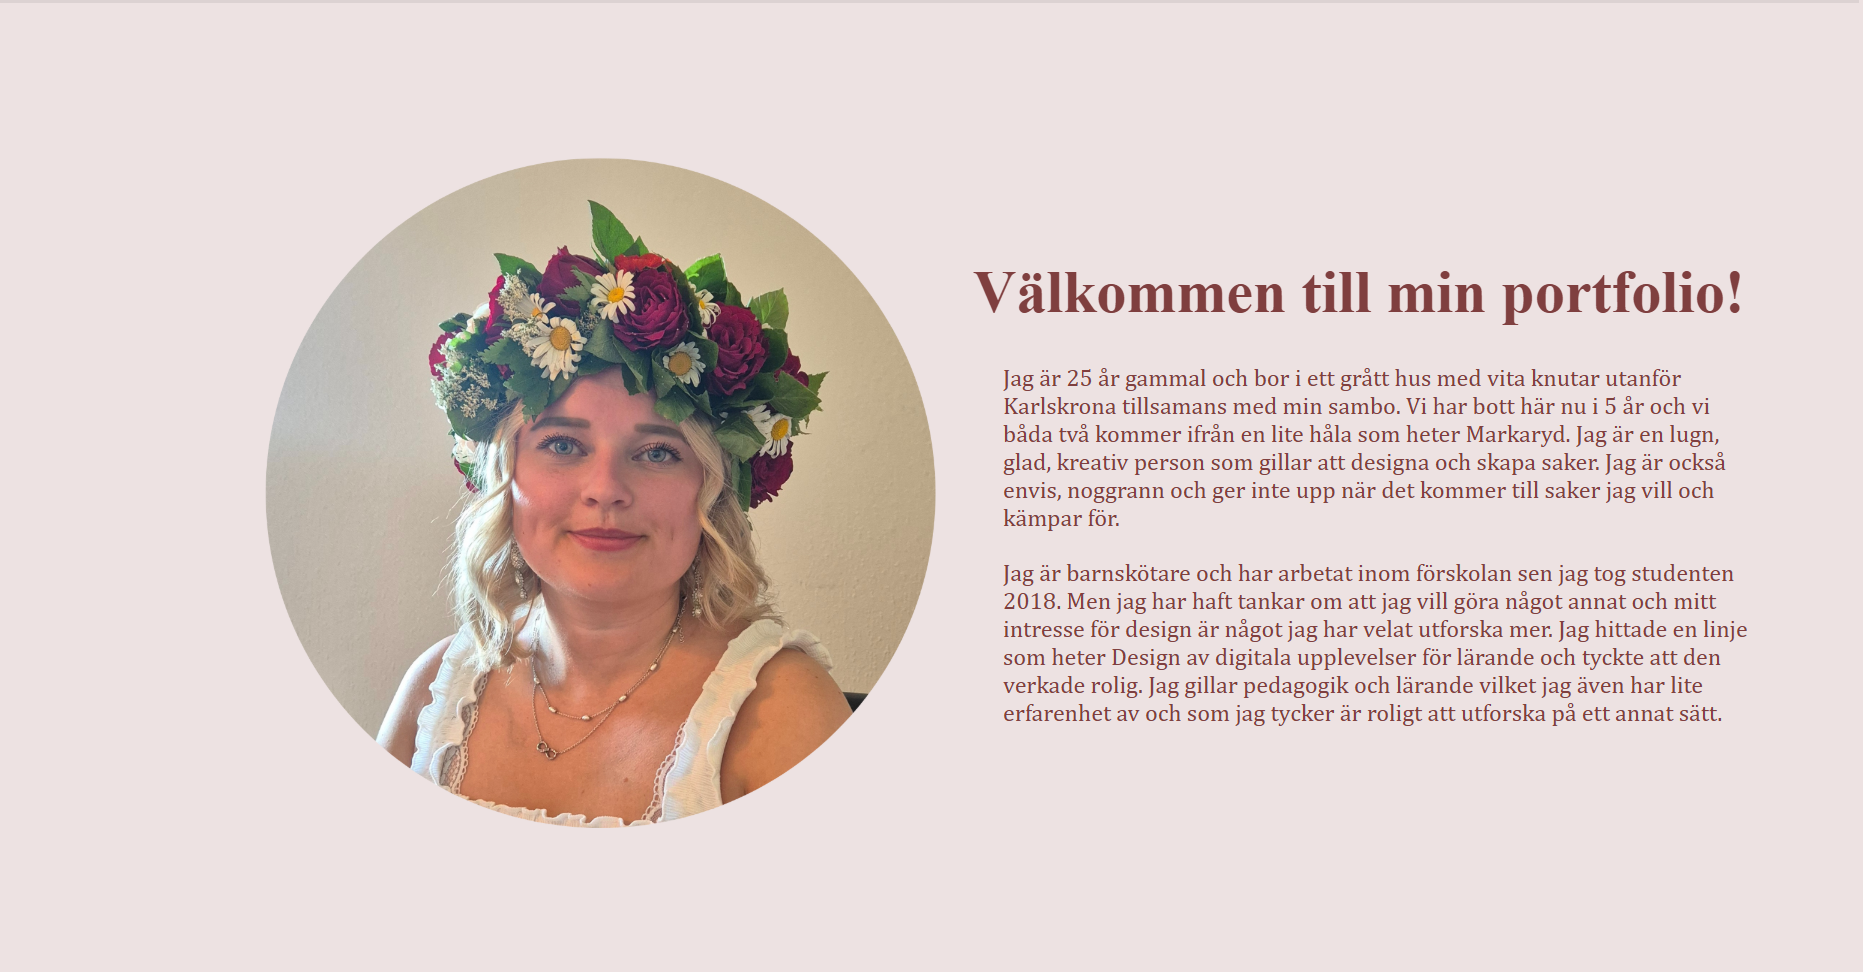 Välkommen till min portfolio!
Jag är 25 år gammal och bor i ett grått hus med vita knutar utanför
Karlskrona tillsamans med min sambo. Vi har bott här nu i 5 år och vi
båda två kommer ifrån en lite håla som heter Markaryd. Jag är en lugn,
glad, kreativ person som gillar att designa och skapa saker. Jag är också
envis, noggrann och ger inte upp när det kommer till saker jag vill och
kämpar för.
Jag är barnskötare och har arbetat inom förskolan sen jag tog studenten
2018. Men jag har haft tankar om att jag vill göra något annat och mitt
intresse för design är något jag har velat utforska mer. Jag hittade en linje
som heter Design av digitala upplevelser för lärande och tyckte att den
verkade rolig. Jag gillar pedagogik och lärande vilket jag även har lite
erfarenhet av och som jag tycker är roligt att utforska på ett annat sätt.